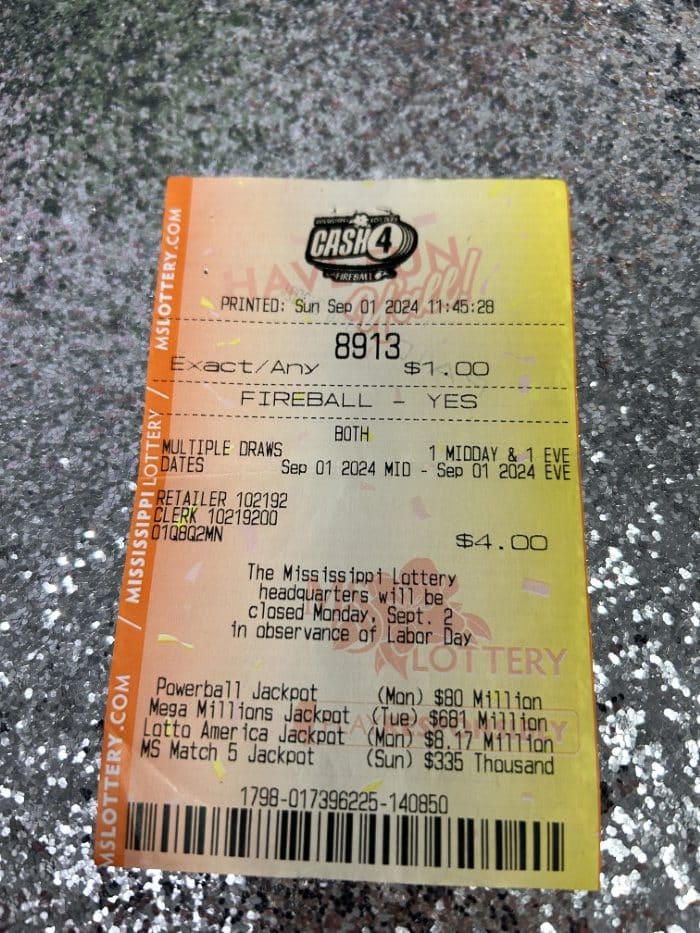 CASH 4
FIREBALL
PRINTED: Sun Sep 01 2024 11:45:28
8913
Exact/Any $1.00
FIREBALL - YES
BOTH
MULTIPLE DRAWS 1 MIDDAY & 1 EVE
DATES Sep 01 2024 MID - Sep 01 2024 EVE
RETAILER 102192
CLERK 10219200
01Q8Q2MN
$4.00
The Mississippi Lottery
headquarters will be
closed Monday, Sept. 2
in observance of Labor Day
LOTTERY
Powerball Jackpot (Mon) $80 Million
Mega Millions Jackpot (Tue) $681 Million
Lotto America Jackpot (Mon) $8.17 Million
MS Match 5 Jackpot (Sun) $335 Thousand
1798-017396225-140850
MSLOTTERY.COM / MISSISSIPPI LOTTERY / MSLOTTERY.COM